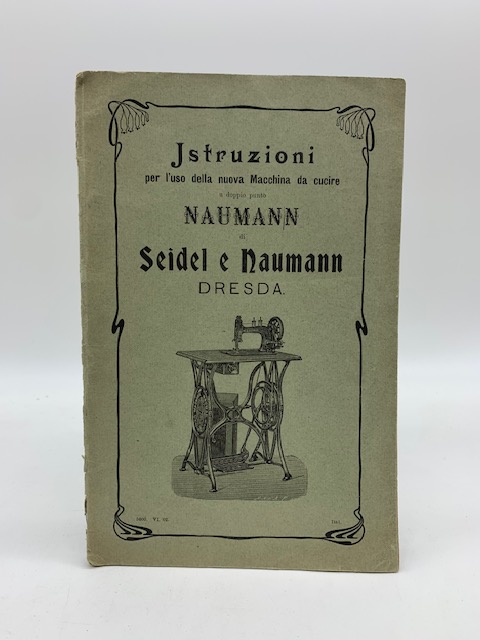 Istruzioni
per l'uso della nuova Macchina da cucire
a doppio punto
NAUMANN
di
Seidel e Naumann
DRESDA.